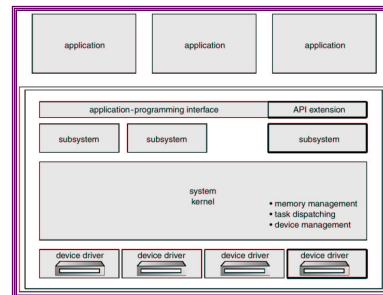 application application application
application-programming interface API extension
subsystem subsystem subsystem
system
kernel
• memory management
• task dispatching
• device management
device driver device driver device driver device driver